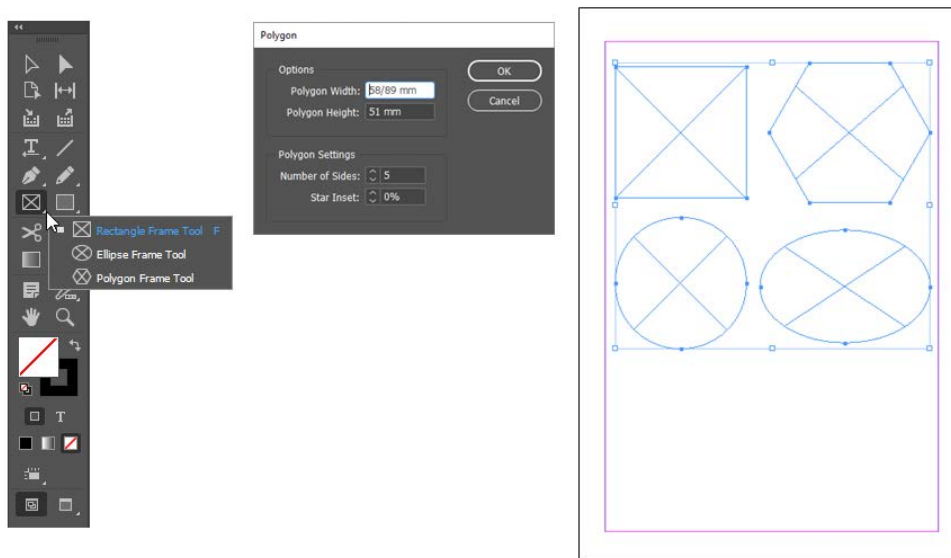 Rectangle Frame Tool F
Ellipse Frame Tool
Polygon Frame Tool
T
Polygon
Options
Polygon Width: 58/89 mm
Polygon Height: 51 mm
OK
Cancel
Polygon Settings
Number of Sides: 5
Star Inset: 0%